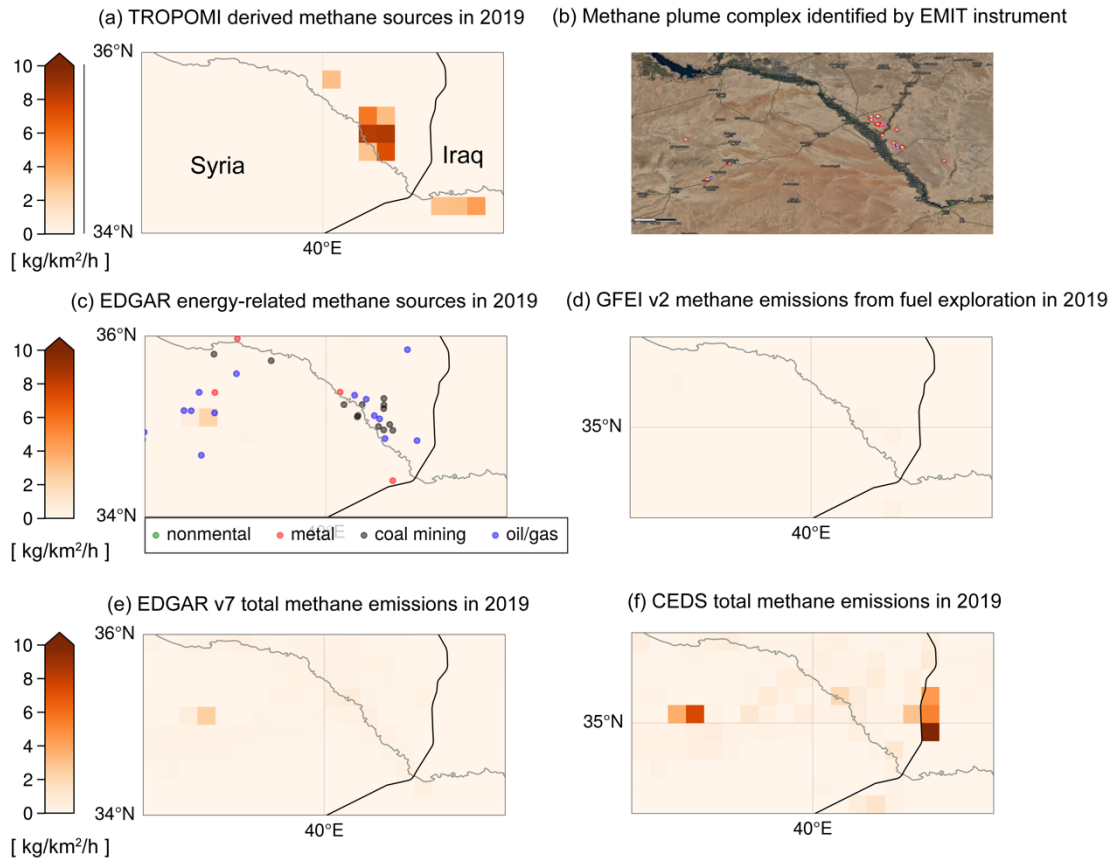 (a) TROPOMI derived methane sources in 2019
(b) Methane plume complex identified by EMIT instrument
36°N
10
8
6
4
2
0
Syria
Iraq
34°N
40°E
[ kg/km²/h ]
(c) EDGAR energy-related methane sources in 2019
(d) GFEI v2 methane emissions from fuel exploration in 2019
36°N
10
8
6
4
2
0
35°N
34°N
40°E
40°E
nonmental
metal
coal mining
oil/gas
[ kg/km²/h ]
(e) EDGAR v7 total methane emissions in 2019
(f) CEDS total methane emissions in 2019
36°N
10
8
6
4
2
0
35°N
34°N
40°E
40°E
[ kg/km²/h ]